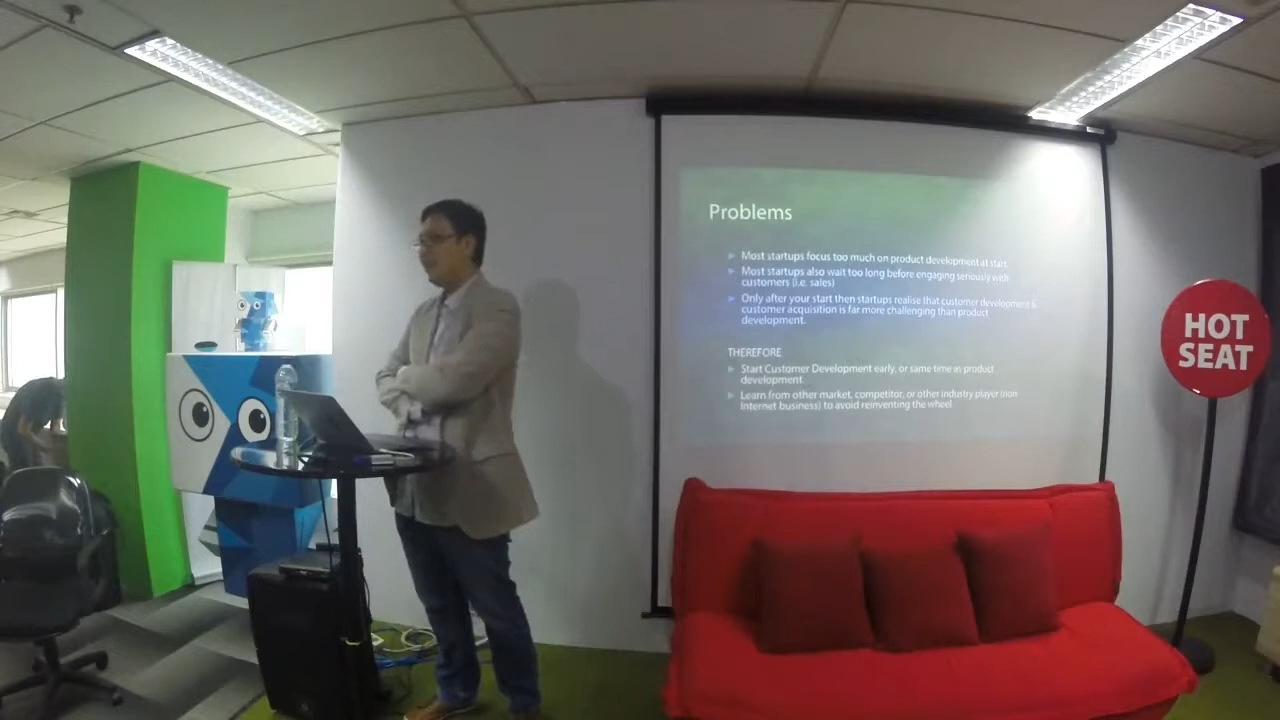 Problems
Most startups focus too much on product development at start.
Most startups also wait too long before engaging seriously with
customers (i.e. sales)
Only after your start then startups realise that customer development &
customer acquisition is far more challenging than product
development.
THEREFORE
Start Customer Development early, or same time as product
development.
Learn from other market, competitor, or other industry player (non
Internet business) to avoid reinventing the wheel
HOT
SEAT